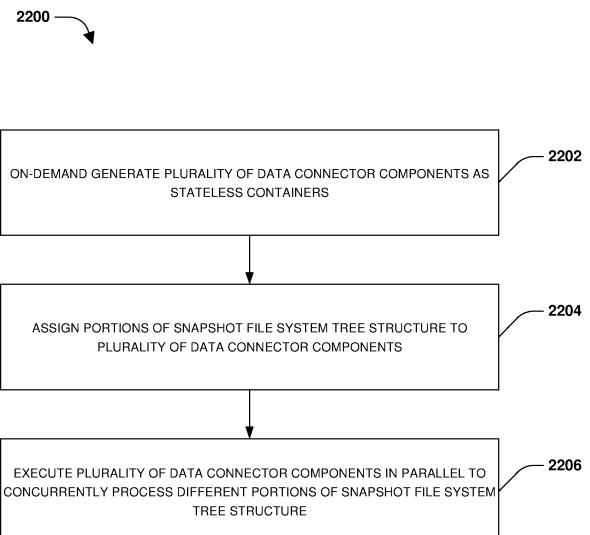 2200
ON-DEMAND GENERATE PLURALITY OF DATA CONNECTOR COMPONENTS AS
STATELESS CONTAINERS
2202
ASSIGN PORTIONS OF SNAPSHOT FILE SYSTEM TREE STRUCTURE TO
PLURALITY OF DATA CONNECTOR COMPONENTS
2204
EXECUTE PLURALITY OF DATA CONNECTOR COMPONENTS IN PARALLEL TO
CONCURRENTLY PROCESS DIFFERENT PORTIONS OF SNAPSHOT FILE SYSTEM
TREE STRUCTURE
2206